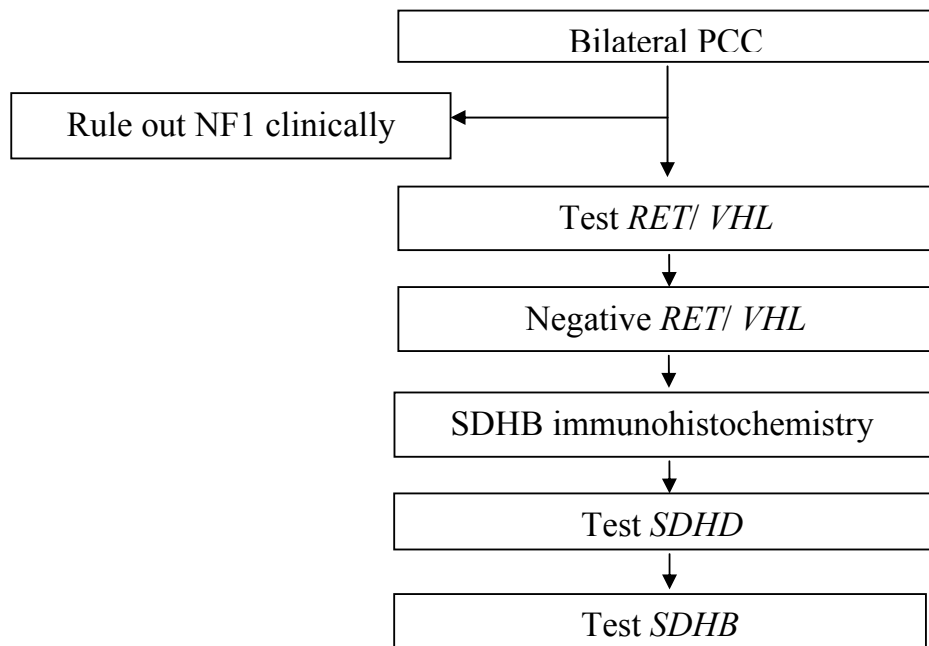 Bilateral PCC
Rule out NF1 clinically
Test RET/ VHL
Negative RET/ VHL
SDHB immunohistochemistry
Test SDHD
Test SDHB